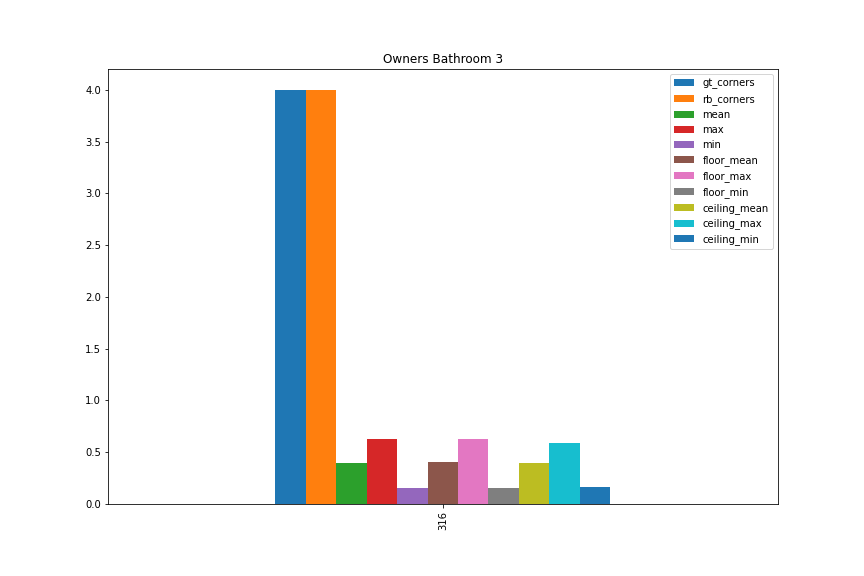 Owners Bathroom 3
4.0
3.5
3.0
2.5
2.0
1.5
1.0
0.5
0.0
316
gt_corners
rb_corners
mean
max
min
floor_mean
floor_max
floor_min
ceiling_mean
ceiling_max
ceiling_min